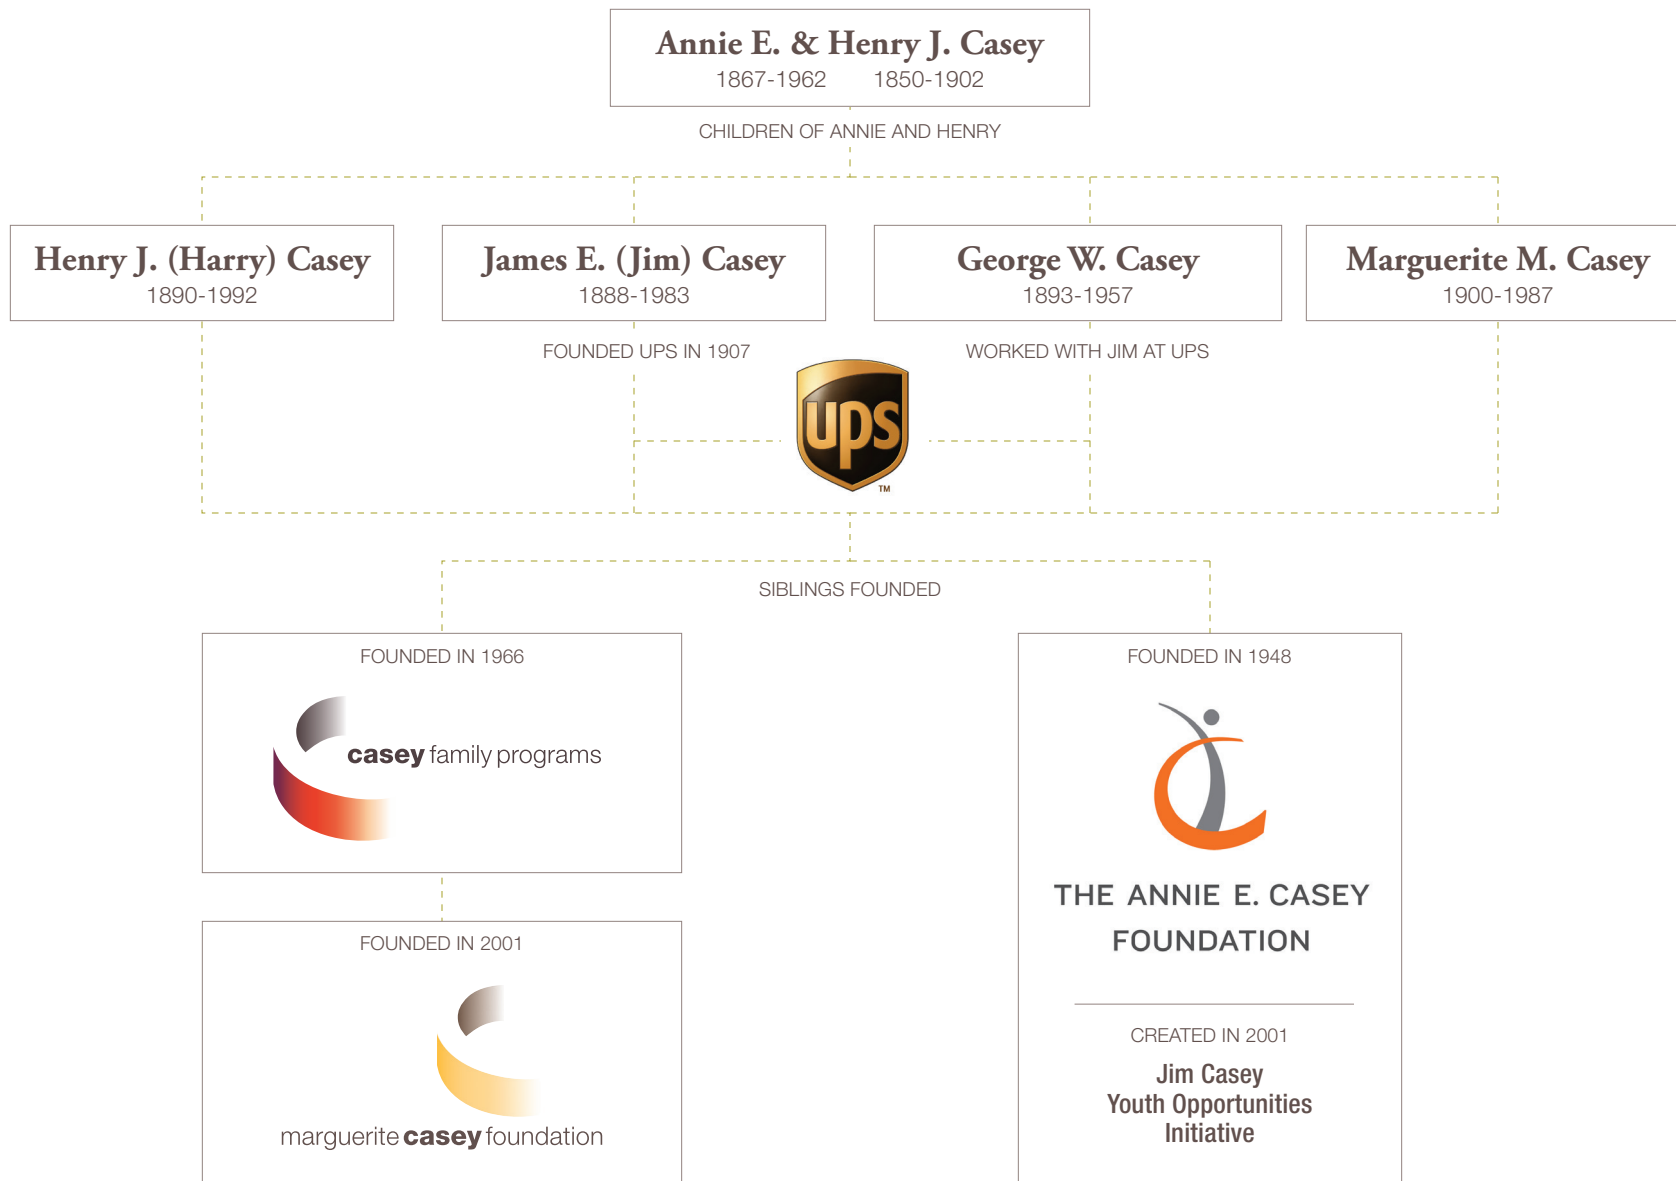 Annie E. & Henry J. Casey
1867-1962 1850-1902
CHILDREN OF ANNIE AND HENRY
Henry J. (Harry) Casey
1890-1992
James E. (Jim) Casey
1888-1983
George W. Casey
1893-1957
Marguerite M. Casey
1900-1987
FOUNDED UPS IN 1907
WORKED WITH JIM AT UPS
ups
TM
SIBLINGS FOUNDED
FOUNDED IN 1966
casey family programs
FOUNDED IN 2001
marguerite casey foundation
FOUNDED IN 1948
THE ANNIE E. CASEY
FOUNDATION
CREATED IN 2001
Jim Casey
Youth Opportunities
Initiative